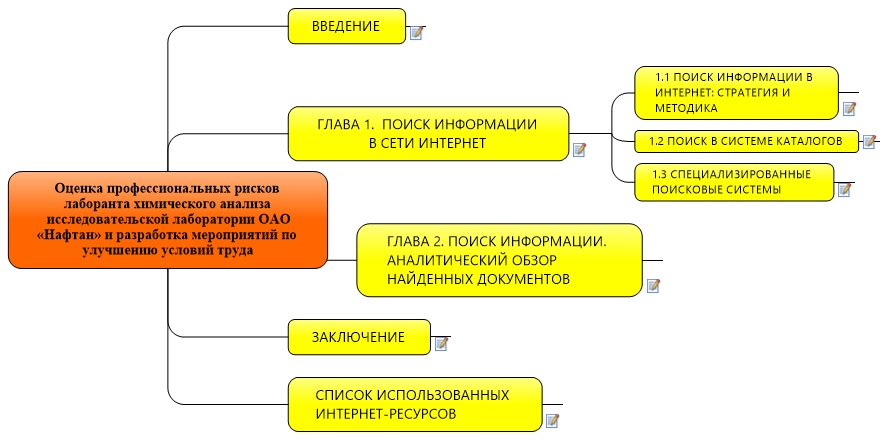 ВВЕДЕНИЕ
ГЛАВА 1. ПОИСК ИНФОРМАЦИИ
В СЕТИ ИНТЕРНЕТ
1.1 ПОИСК ИНФОРМАЦИИ В
ИНТЕРНЕТ: СТРАТЕГИЯ И
МЕТОДИКА
1.2 ПОИСК В СИСТЕМЕ КАТАЛОГОВ
1.3 СПЕЦИАЛИЗИРОВАННЫЕ
ПОИСКОВЫЕ СИСТЕМЫ
Оценка профессиональных рисков
лаборанта химического анализа
исследовательской лаборатории ОАО
«Нафтан» и разработка мероприятий по
улучшению условий труда
ГЛАВА 2. ПОИСК ИНФОРМАЦИИ.
АНАЛИТИЧЕСКИЙ ОБЗОР
НАЙДЕННЫХ ДОКУМЕНТОВ
ЗАКЛЮЧЕНИЕ
СПИСОК ИСПОЛЬЗОВАННЫХ
ИНТЕРНЕТ-РЕСУРСОВ